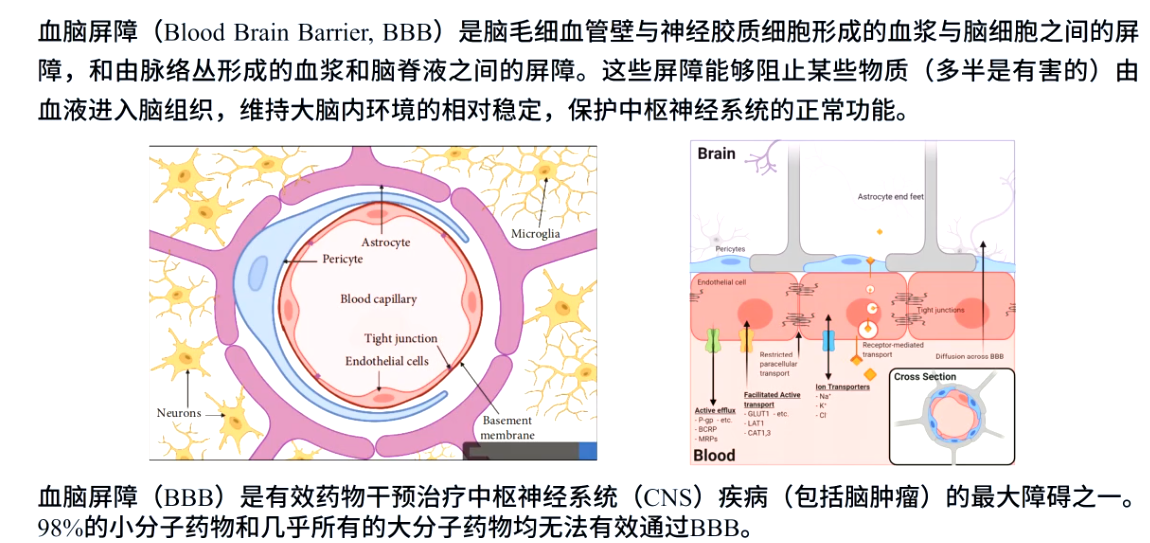 血脑屏障（Blood Brain Barrier, BBB）是脑毛细血管壁与神经胶质细胞形成的血浆与脑细胞之间的屏
障，和由脉络丛形成的血浆和脑脊液之间的屏障。这些屏障能够阻止某些物质（多半是有害的）由
血液进入脑组织，维持大脑内环境的相对稳定，保护中枢神经系统的正常功能。
Microglia
Astrocyte
Pericyte
Blood capillary
Tight junction
Endothelial cells
Neurons
Basement
membrane
Brain
Astrocyte end feet
Pericytes
Endothelial cell
Tight junctions
Receptor-mediated
transport
Restricted
paracellular
transport
Diffusion across BBB
Ion Transporters
- Na⁺
- K⁺
- Cl⁻
Facilitated Active
transport
- GLUT1 - etc.
- LAT1
- CAT1,3
Active efflux
- P-gp - etc.
- BCRP
- MRPs
Blood
Cross Section
血脑屏障（BBB）是有效药物干预治疗中枢神经系统（CNS）疾病（包括脑肿瘤）的最大障碍之一。
98%的小分子药物和几乎所有的大分子药物均无法有效通过BBB。